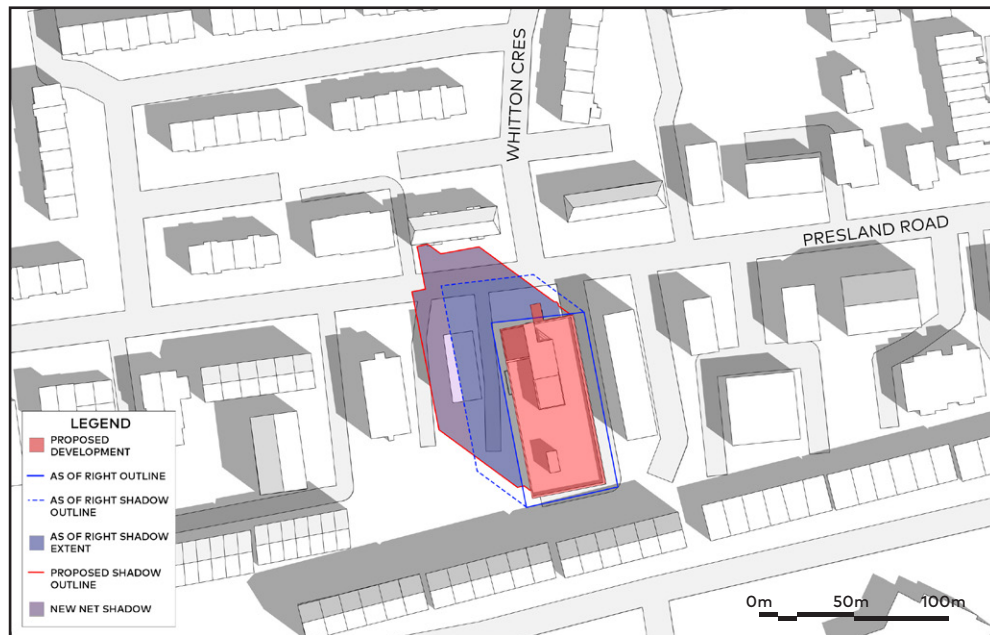 WHITTON CRES
PRESLAND ROAD
LEGEND
PROPOSED
DEVELOPMENT
AS OF RIGHT OUTLINE
AS OF RIGHT SHADOW
OUTLINE
AS OF RIGHT SHADOW
EXTENT
PROPOSED SHADOW
OUTLINE
NEW NET SHADOW
0m 50m 100m